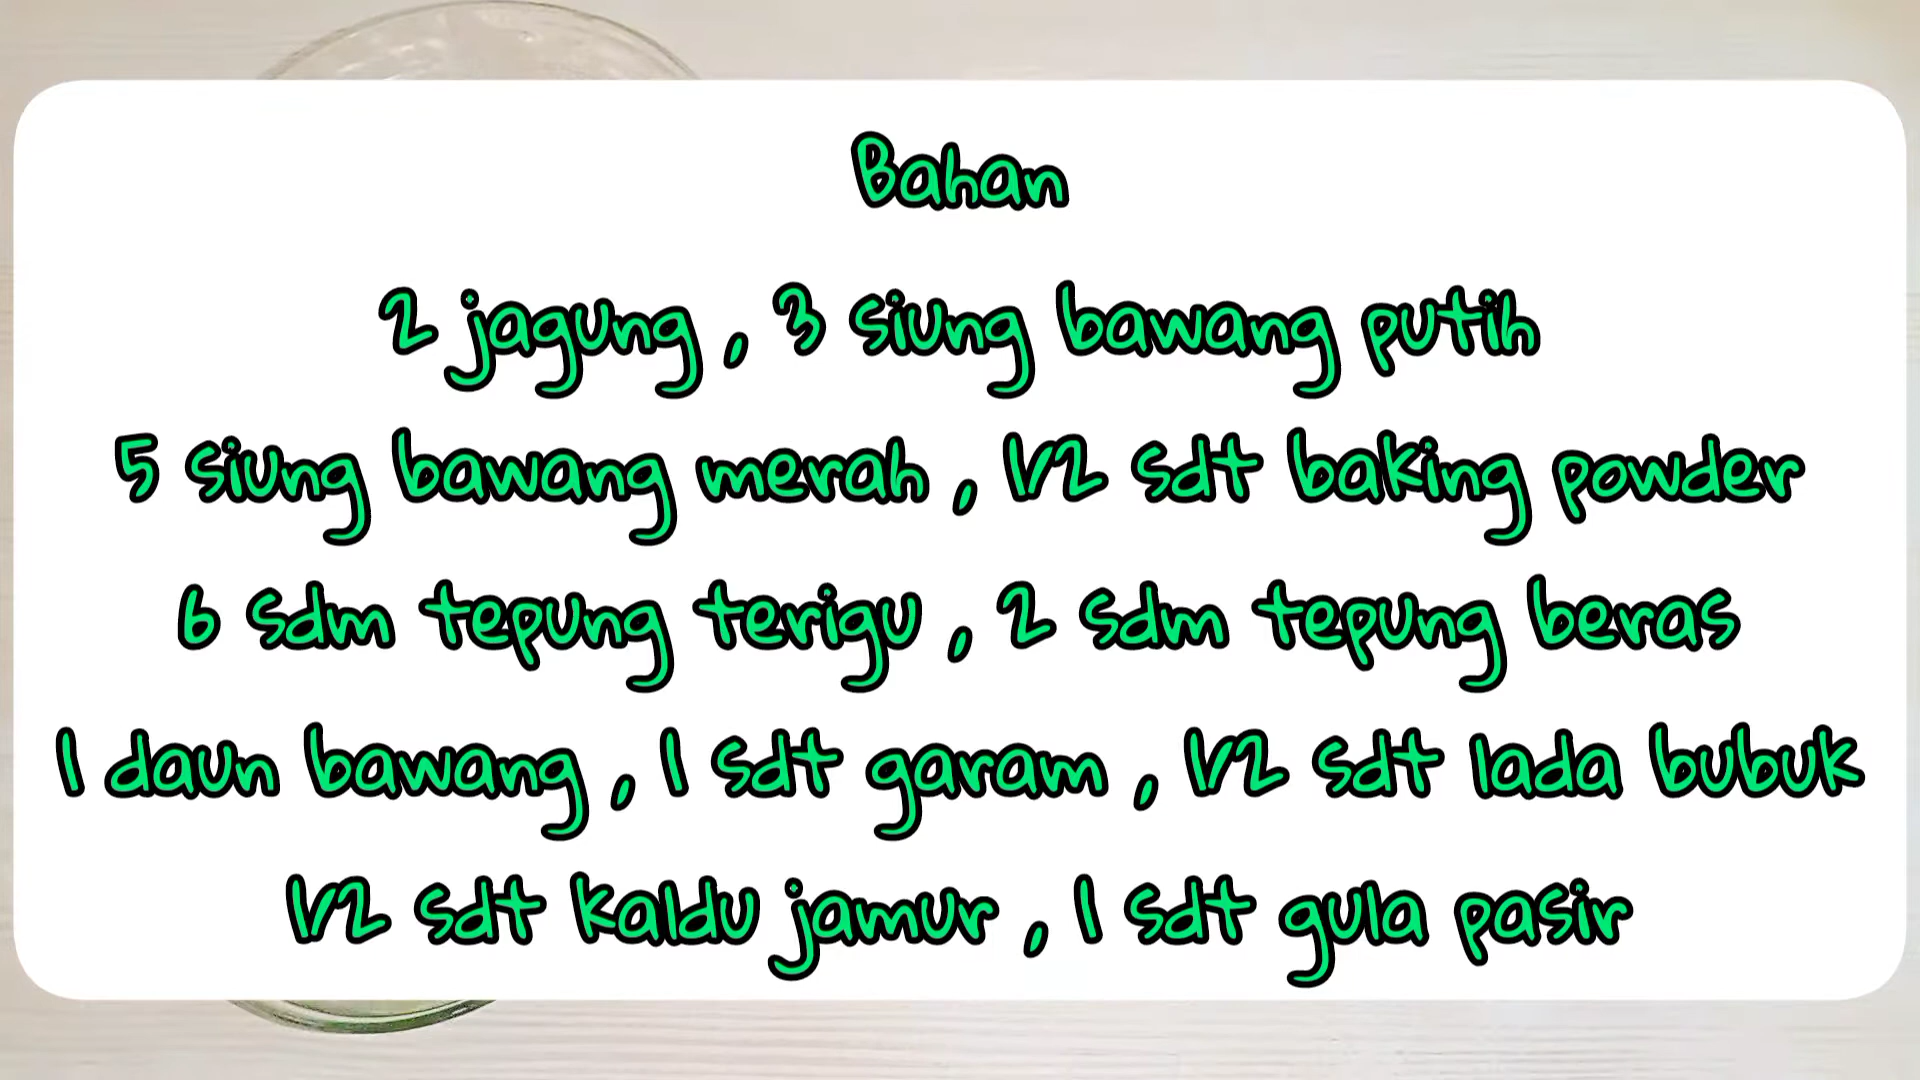 Bahan
2 jagung , 3 siung bawang putih
5 siung bawang merah , 1/2 sdt baking powder
6 sdm tepung terigu , 2 sdm tepung beras
1 daun bawang , 1 sdt garam , 1/2 sdt lada bubuk
1/2 sdt kaldu jamur , 1 sdt gula pasir